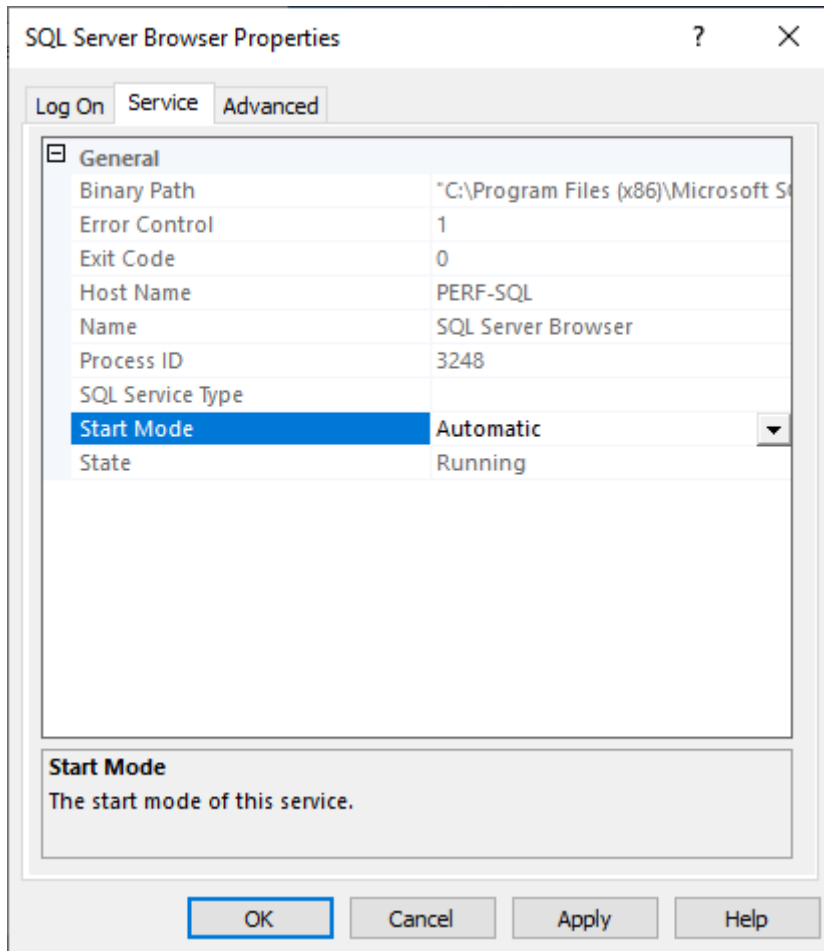 SQL Server Browser Properties ?
Log On Service Advanced
General
Binary Path "C:\Program Files (x86)\Microsoft S
Error Control 1
Exit Code 0
Host Name PERF-SQL
Name SQL Server Browser
Process ID 3248
SQL Service Type
Start Mode Automatic
State Running
Start Mode
The start mode of this service.
OK Cancel Apply Help